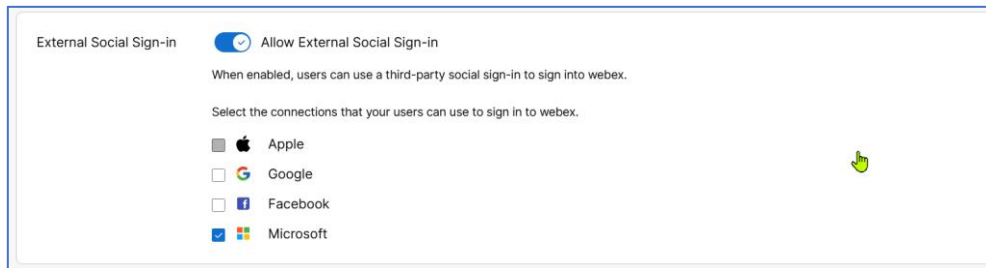 External Social Sign-in Allow External Social Sign-in
When enabled, users can use a third-party social sign-in to sign into webex.
Select the connections that your users can use to sign in to webex.
Apple
Google
Facebook
Microsoft